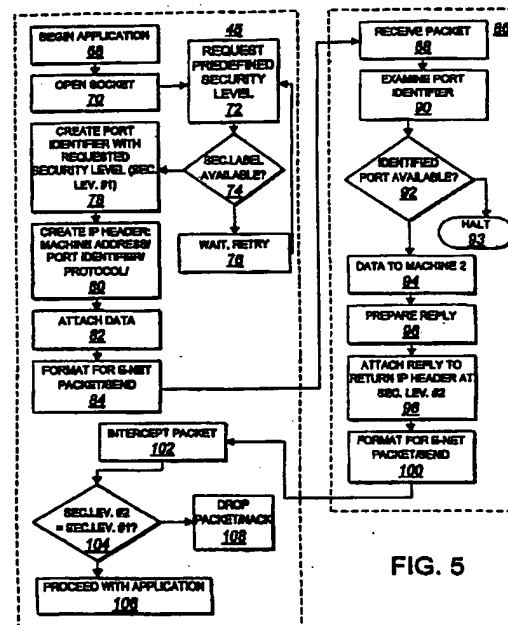 BEGIN APPLICATION
68
OPEN SOCKET
70
48
REQUEST
PREDEFINED
SECURITY
LEVEL
72
SEC.LABEL
AVAILABLE?
74
WAIT, RETRY
76
CREATE PORT
IDENTIFIER WITH
REQUESTED
SECURITY LEVEL (SEC.
LEV. #1)
78
CREATE IP HEADER:
MACHINE ADDRESS/
PORT IDENTIFIER/
PROTOCOL/
80
ATTACH DATA
82
FORMAT FOR E-NET
PACKET/SEND
84
INTERCEPT PACKET
102
SEC.LEV. #2
= SEC.LEV. #1?
104
DROP
PACKET/NACK
108
PROCEED WITH APPLICATION
106
86
RECEIVE PACKET
88
EXAMINE PORT
IDENTIFIER
90
IDENTIFIED
PORT AVAILABLE?
92
HALT
93
DATA TO MACHINE 2
94
PREPARE REPLY
96
ATTACH REPLY TO
RETURN IP HEADER AT
SEC. LEV. #2
98
FORMAT FOR E-NET
PACKET/SEND
100
FIG. 5